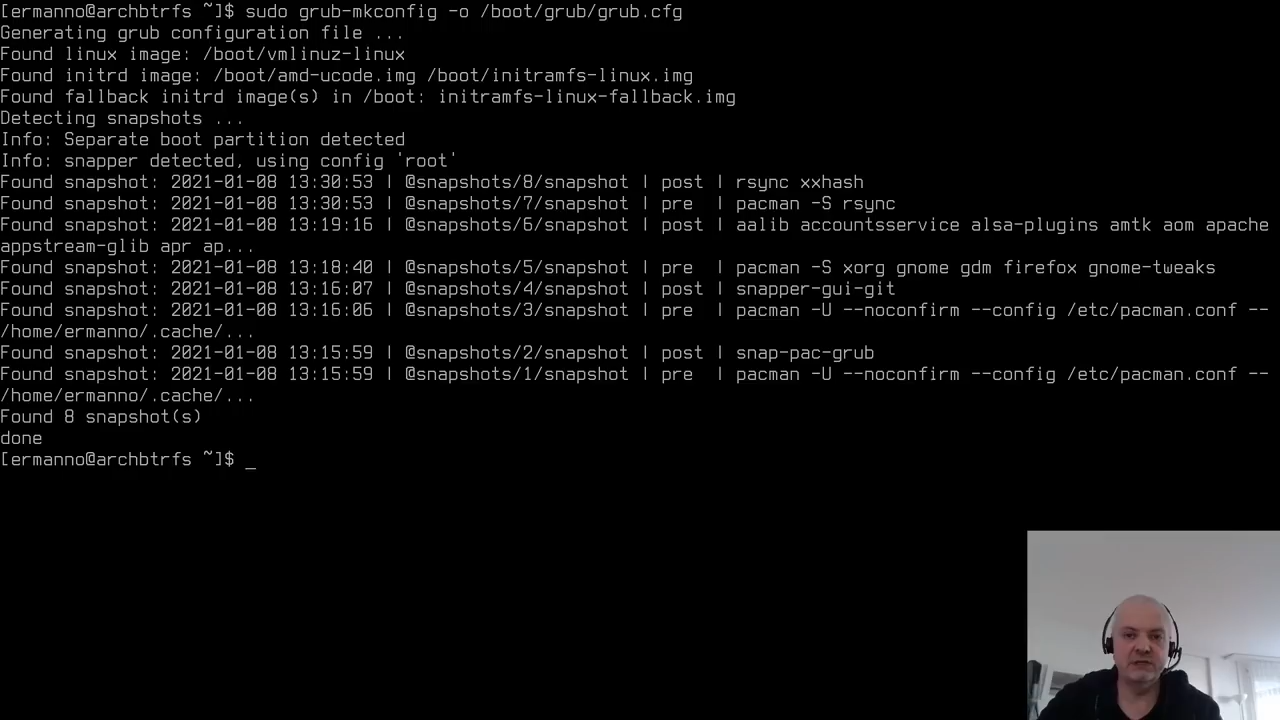 [ermanno@archbtrfs ~]$ sudo grub-mkconfig -o /boot/grub/grub.cfg
Generating grub configuration file ...
Found linux image: /boot/vmlinuz-linux
Found initrd image: /boot/amd-ucode.img /boot/initramfs-linux.img
Found fallback initrd image(s) in /boot: initramfs-linux-fallback.img
Detecting snapshots ...
Info: Separate boot partition detected
Info: snapper detected, using config 'root'
Found snapshot: 2021-01-08 13:30:53 | @snapshots/8/snapshot | post | rsync xxhash
Found snapshot: 2021-01-08 13:30:53 | @snapshots/7/snapshot | pre  | pacman -S rsync
Found snapshot: 2021-01-08 13:19:16 | @snapshots/6/snapshot | post | aalib accountsservice alsa-plugins amtk aom apache
appstream-glib apr ap...
Found snapshot: 2021-01-08 13:18:40 | @snapshots/5/snapshot | pre  | pacman -S xorg gnome gdm firefox gnome-tweaks
Found snapshot: 2021-01-08 13:16:07 | @snapshots/4/snapshot | post | snapper-gui-git
Found snapshot: 2021-01-08 13:16:06 | @snapshots/3/snapshot | pre  | pacman -U --noconfirm --config /etc/pacman.conf --
/home/ermanno/.cache/...
Found snapshot: 2021-01-08 13:15:59 | @snapshots/2/snapshot | post | snap-pac-grub
Found snapshot: 2021-01-08 13:15:59 | @snapshots/1/snapshot | pre  | pacman -U --noconfirm --config /etc/pacman.conf --
/home/ermanno/.cache/...
Found 8 snapshot(s)
done
[ermanno@archbtrfs ~]$ _